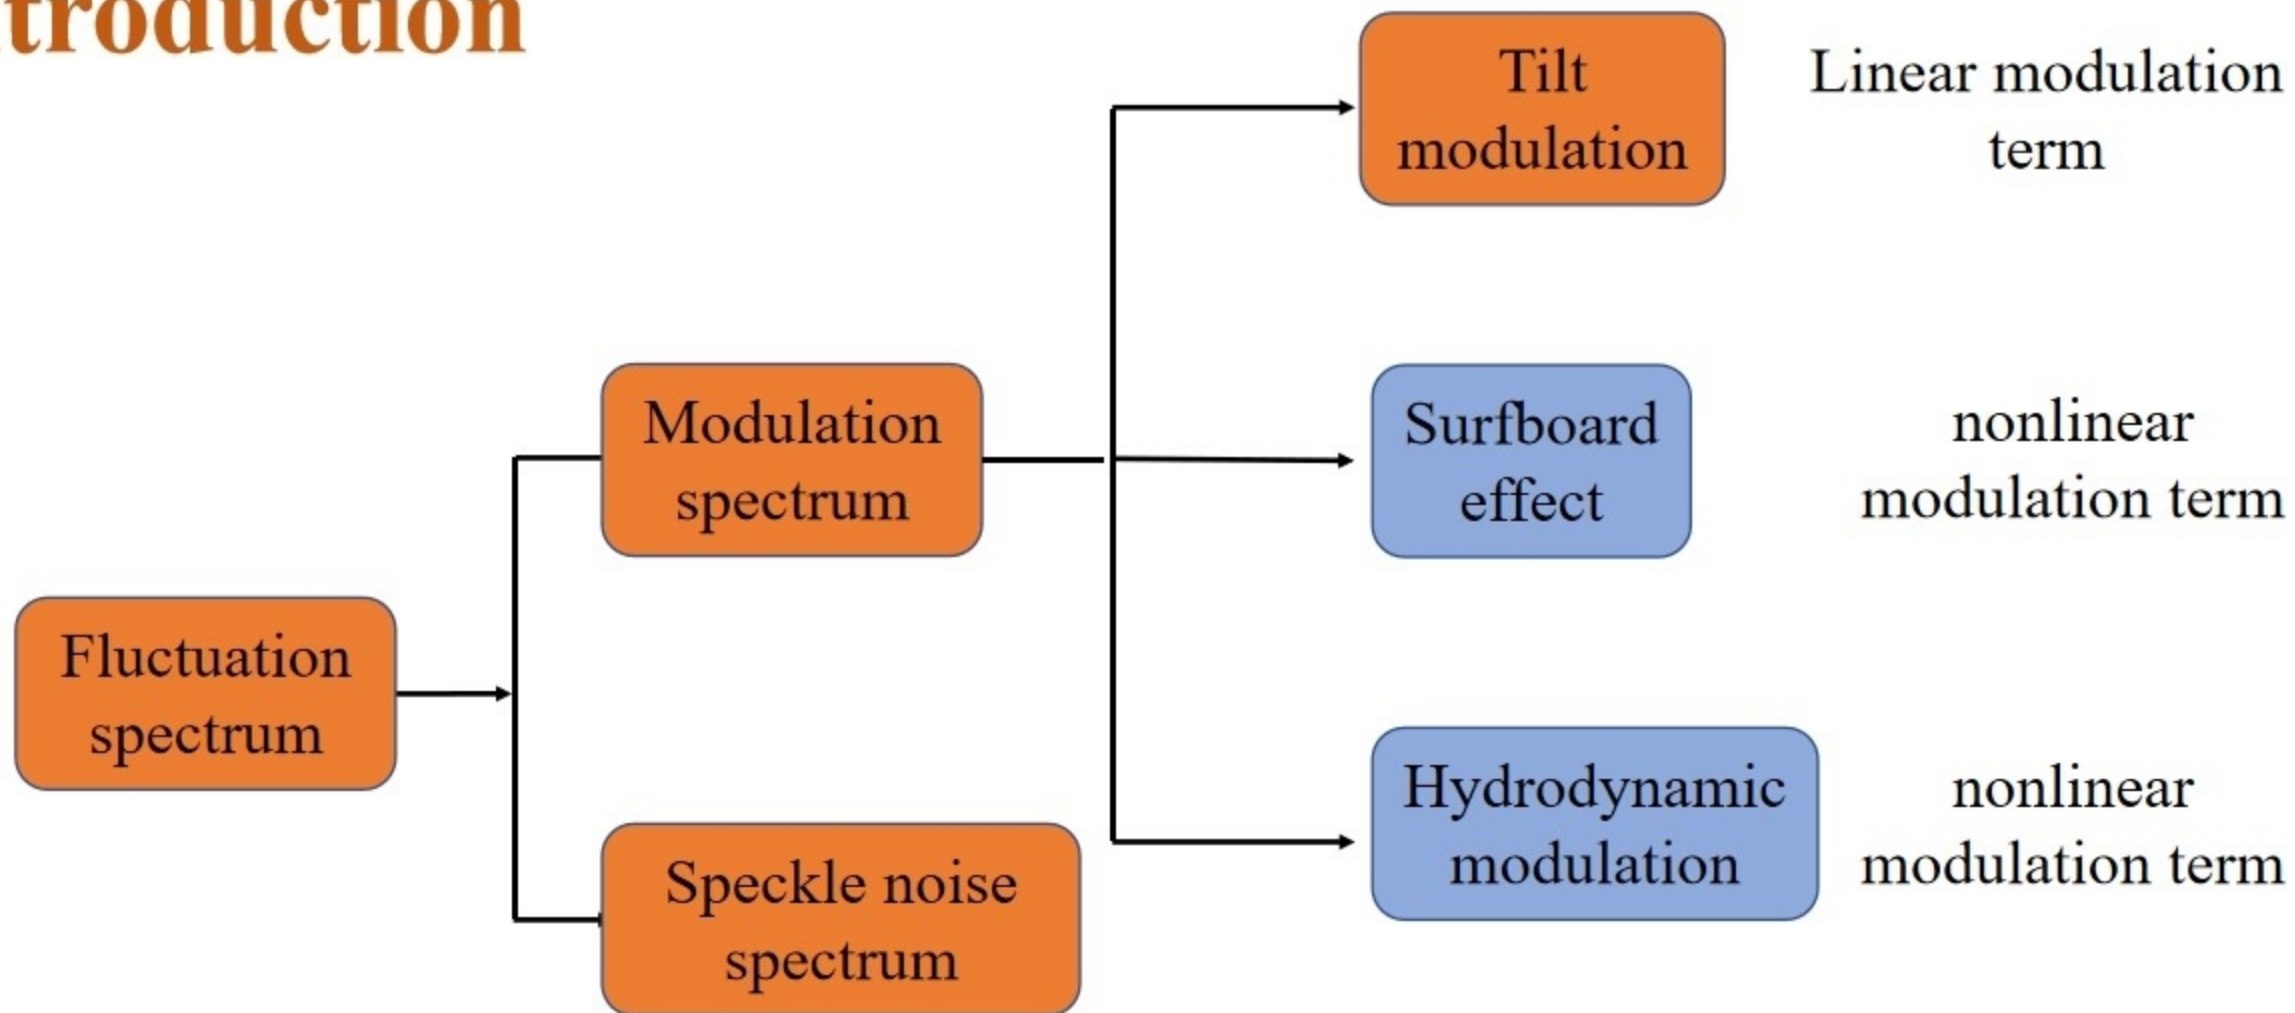 troduction
Tilt
modulation
Linear modulation
term
Modulation
spectrum
Surfboard
effect
nonlinear
modulation term
Fluctuation
spectrum
Speckle noise
spectrum
Hydrodynamic
modulation
nonlinear
modulation term